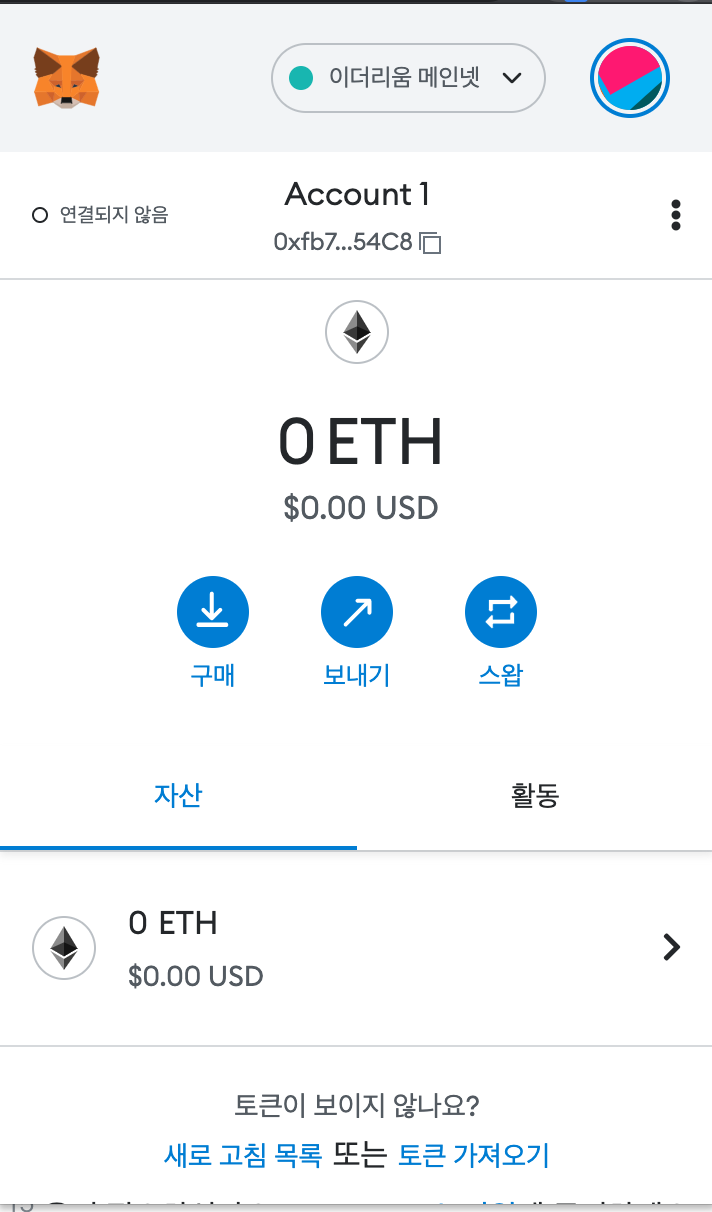 이더리움 메인넷
연결되지 않음
Account 1
0xfb7...54C8
0 ETH
$0.00 USD
구매 보내기 스왑
자산 활동
0 ETH
$0.00 USD
토큰이 보이지 않나요?
새로 고침 목록 또는 토큰 가져오기